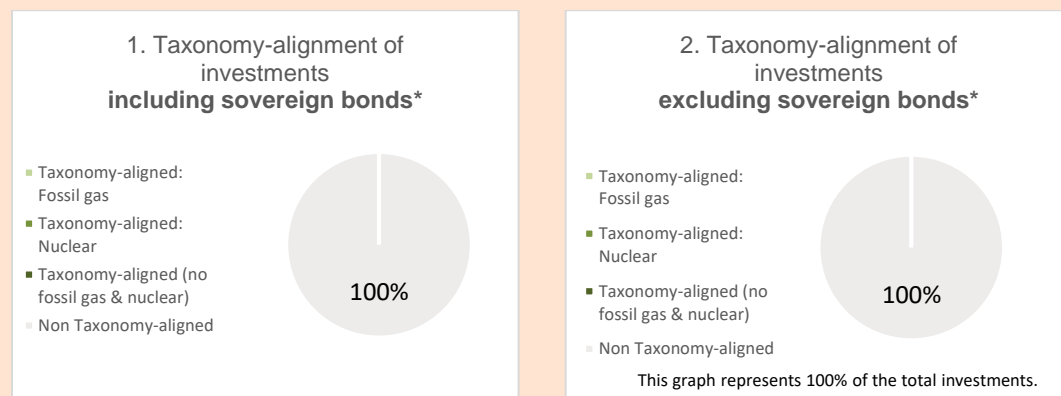 1. Taxonomy-alignment of
investments
including sovereign bonds*
Taxonomy-aligned:
Fossil gas
Taxonomy-aligned:
Nuclear
Taxonomy-aligned (no
fossil gas & nuclear)
Non Taxonomy-aligned
100%
2. Taxonomy-alignment of
investments
excluding sovereign bonds*
Taxonomy-aligned:
Fossil gas
Taxonomy-aligned:
Nuclear
Taxonomy-aligned (no
fossil gas & nuclear)
Non Taxonomy-aligned
100%
This graph represents 100% of the total investments.